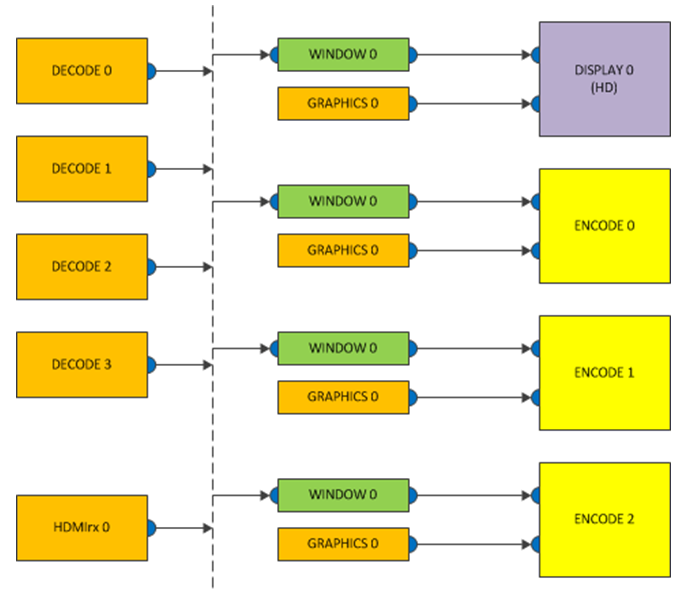 DECODE 0
DECODE 1
DECODE 2
DECODE 3
HDMIrx 0
WINDOW 0
GRAPHICS 0
DISPLAY 0
(HD)
WINDOW 0
GRAPHICS 0
ENCODE 0
WINDOW 0
GRAPHICS 0
ENCODE 1
WINDOW 0
GRAPHICS 0
ENCODE 2